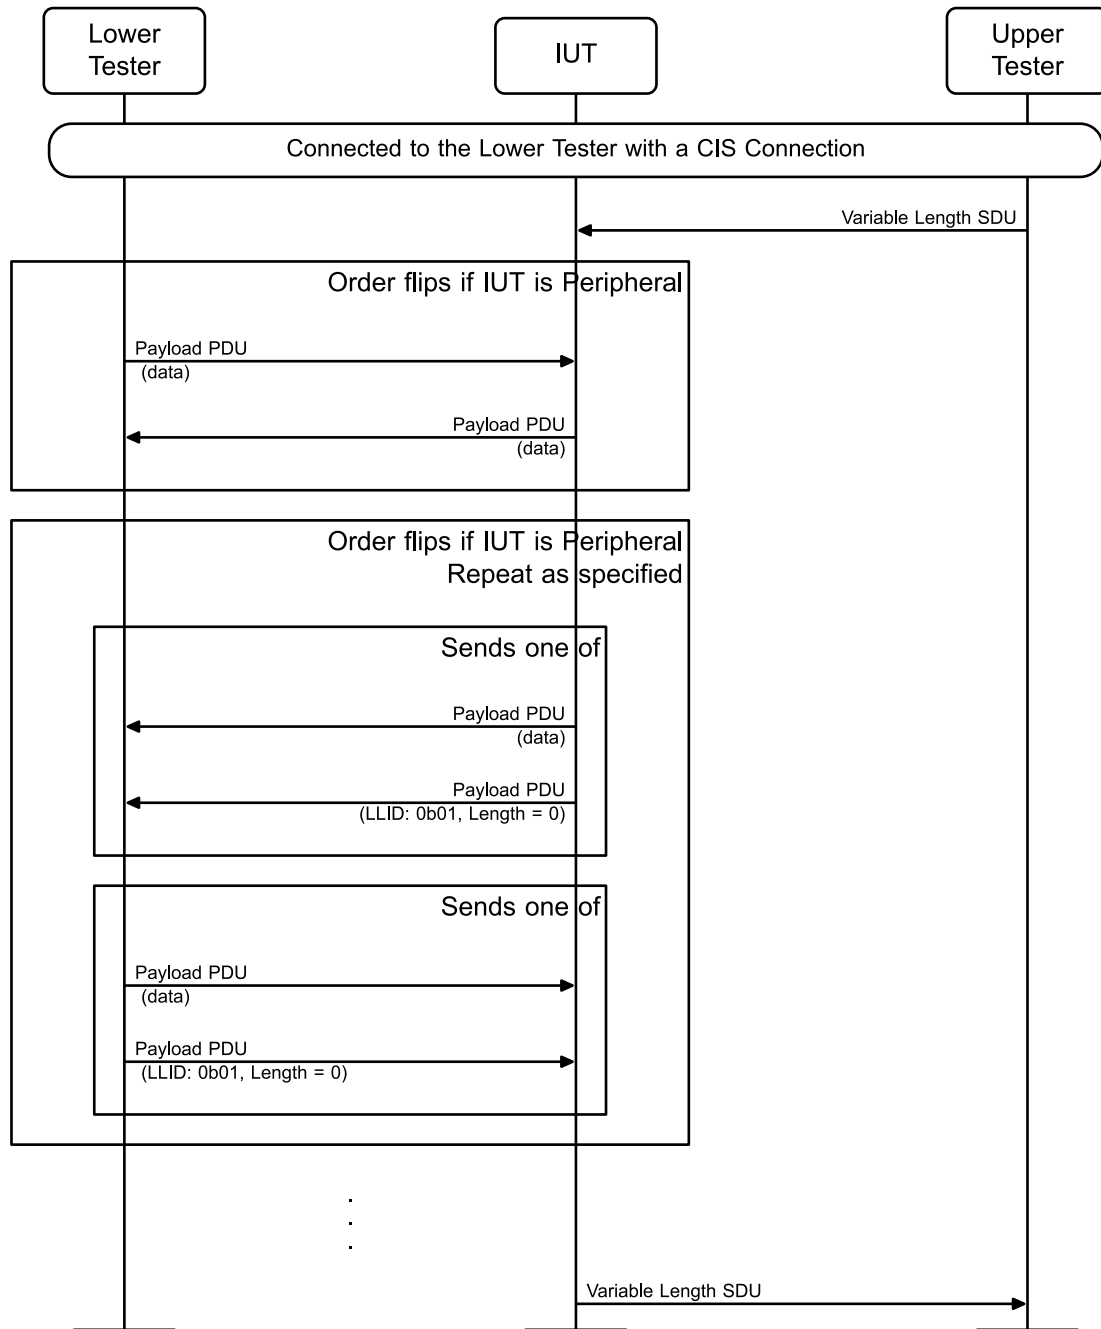 Lower
Tester
IUT
Upper
Tester
Connected to the Lower Tester with a CIS Connection
Variable Length SDU
Order flips if IUT is Peripheral
Payload PDU
(data)
Payload PDU
(data)
Order flips if IUT is Peripheral
Repeat as specified
Sends one of
Payload PDU
(data)
Payload PDU
(LLID: 0b01, Length = 0)
Sends one of
Payload PDU
(data)
Payload PDU
(LLID: 0b01, Length = 0)
.
.
.
Variable Length SDU